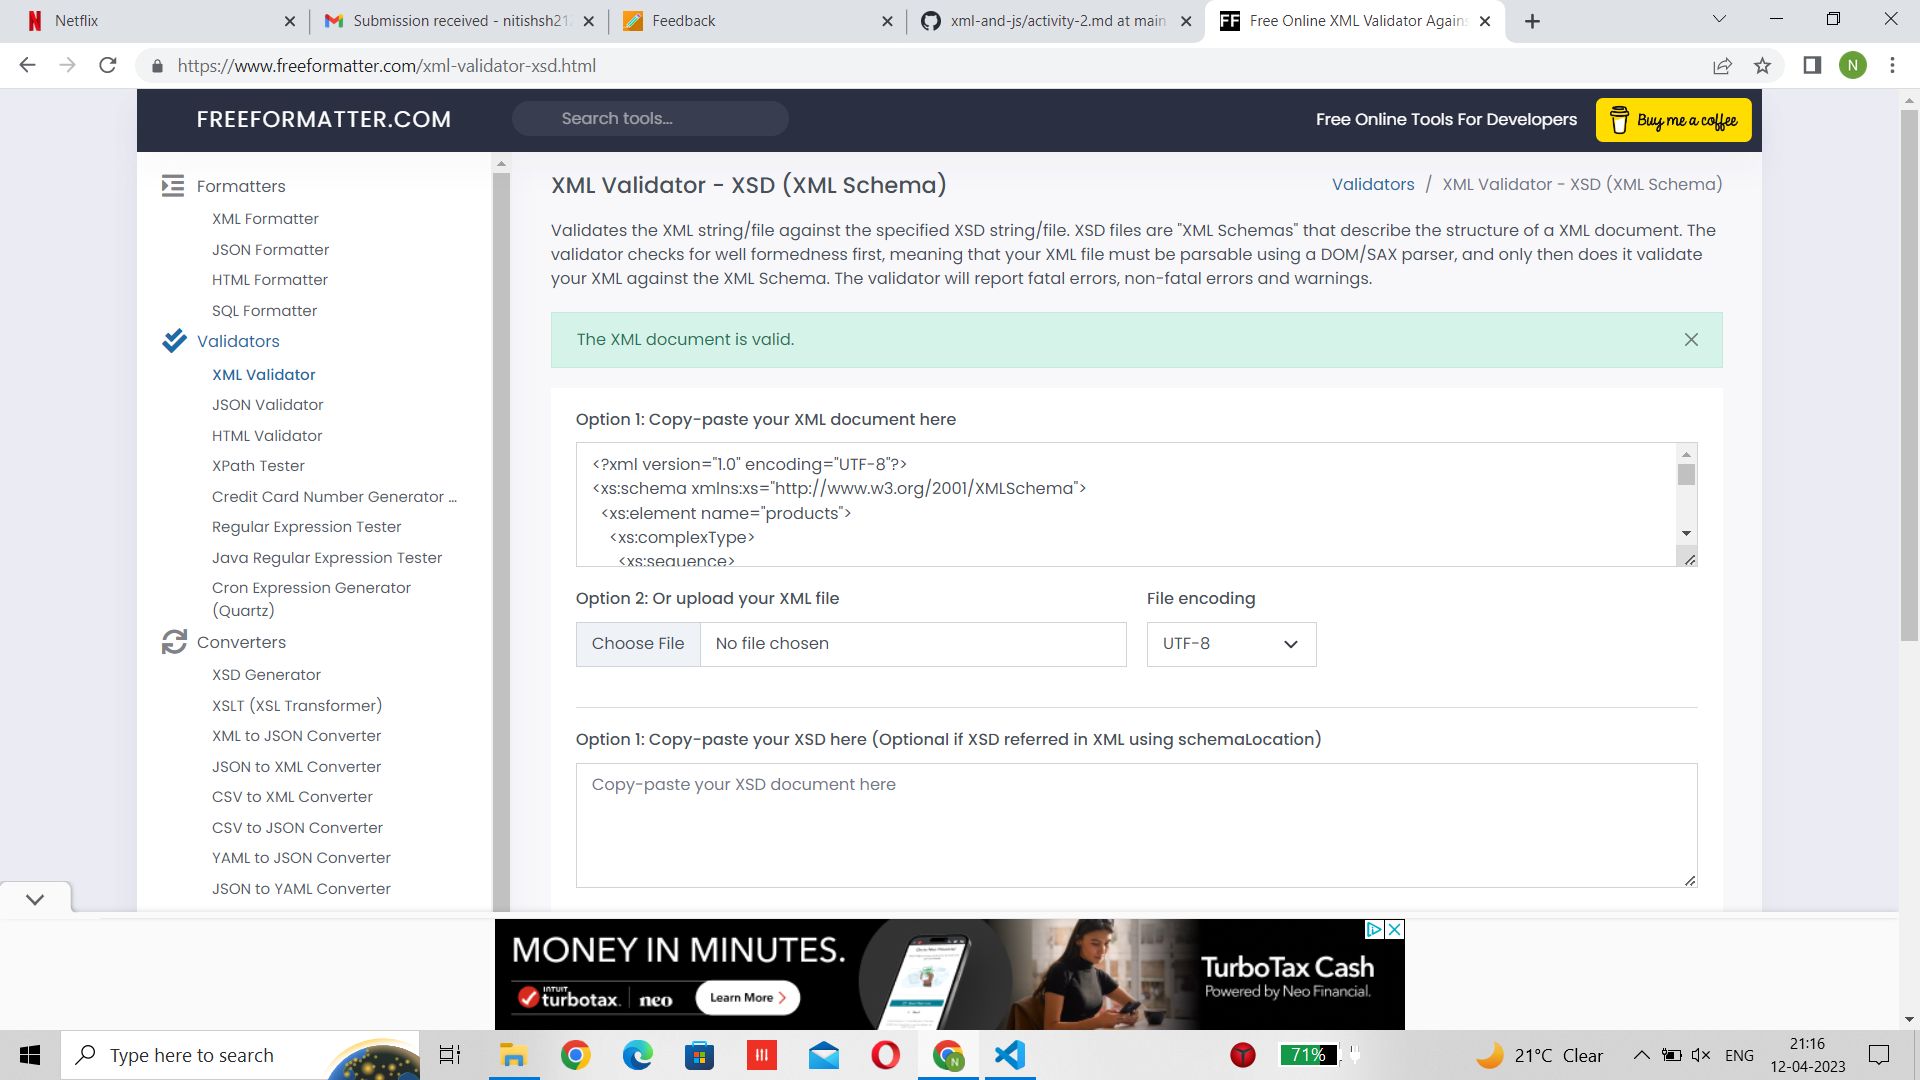 Netflix
Submission received - nitishsh21
Feedback
xml-and-js/activity-2.md at main
FF
Free Online XML Validator Agains
https://www.freeformatter.com/xml-validator-xsd.html
N
FREEFORMATTER.COM
Search tools...
Free Online Tools For Developers
Buy me a coffee
Formatters
XML Formatter
JSON Formatter
HTML Formatter
SQL Formatter
Validators
XML Validator
JSON Validator
HTML Validator
XPath Tester
Credit Card Number Generator ...
Regular Expression Tester
Java Regular Expression Tester
Cron Expression Generator
(Quartz)
Converters
XSD Generator
XSLT (XSL Transformer)
XML to JSON Converter
JSON to XML Converter
CSV to XML Converter
CSV to JSON Converter
YAML to JSON Converter
JSON to YAML Converter
XML Validator - XSD (XML Schema)
Validators / XML Validator - XSD (XML Schema)
Validates the XML string/file against the specified XSD string/file. XSD files are "XML Schemas" that describe the structure of a XML document. The
validator checks for well formedness first, meaning that your XML file must be parsable using a DOM/SAX parser, and only then does it validate
your XML against the XML Schema. The validator will report fatal errors, non-fatal errors and warnings.
The XML document is valid.
Option 1: Copy-paste your XML document here
<?xml version="1.0" encoding="UTF-8"?>
<xs:schema xmlns:xs="http://www.w3.org/2001/XMLSchema">
<xs:element name="products">
<xs:complexType>
<xs:sequence>
Option 2: Or upload your XML file
File encoding
Choose File
No file chosen
UTF-8
Option 1: Copy-paste your XSD here (Optional if XSD referred in XML using schemaLocation)
Copy-paste your XSD document here
MONEY IN MINUTES.
INTUIT
turbotax. | neo
Learn More
TurboTax Cash
Powered by Neo Financial.
Type here to search
N
71%
21°C Clear
ENG
21:16
12-04-2023